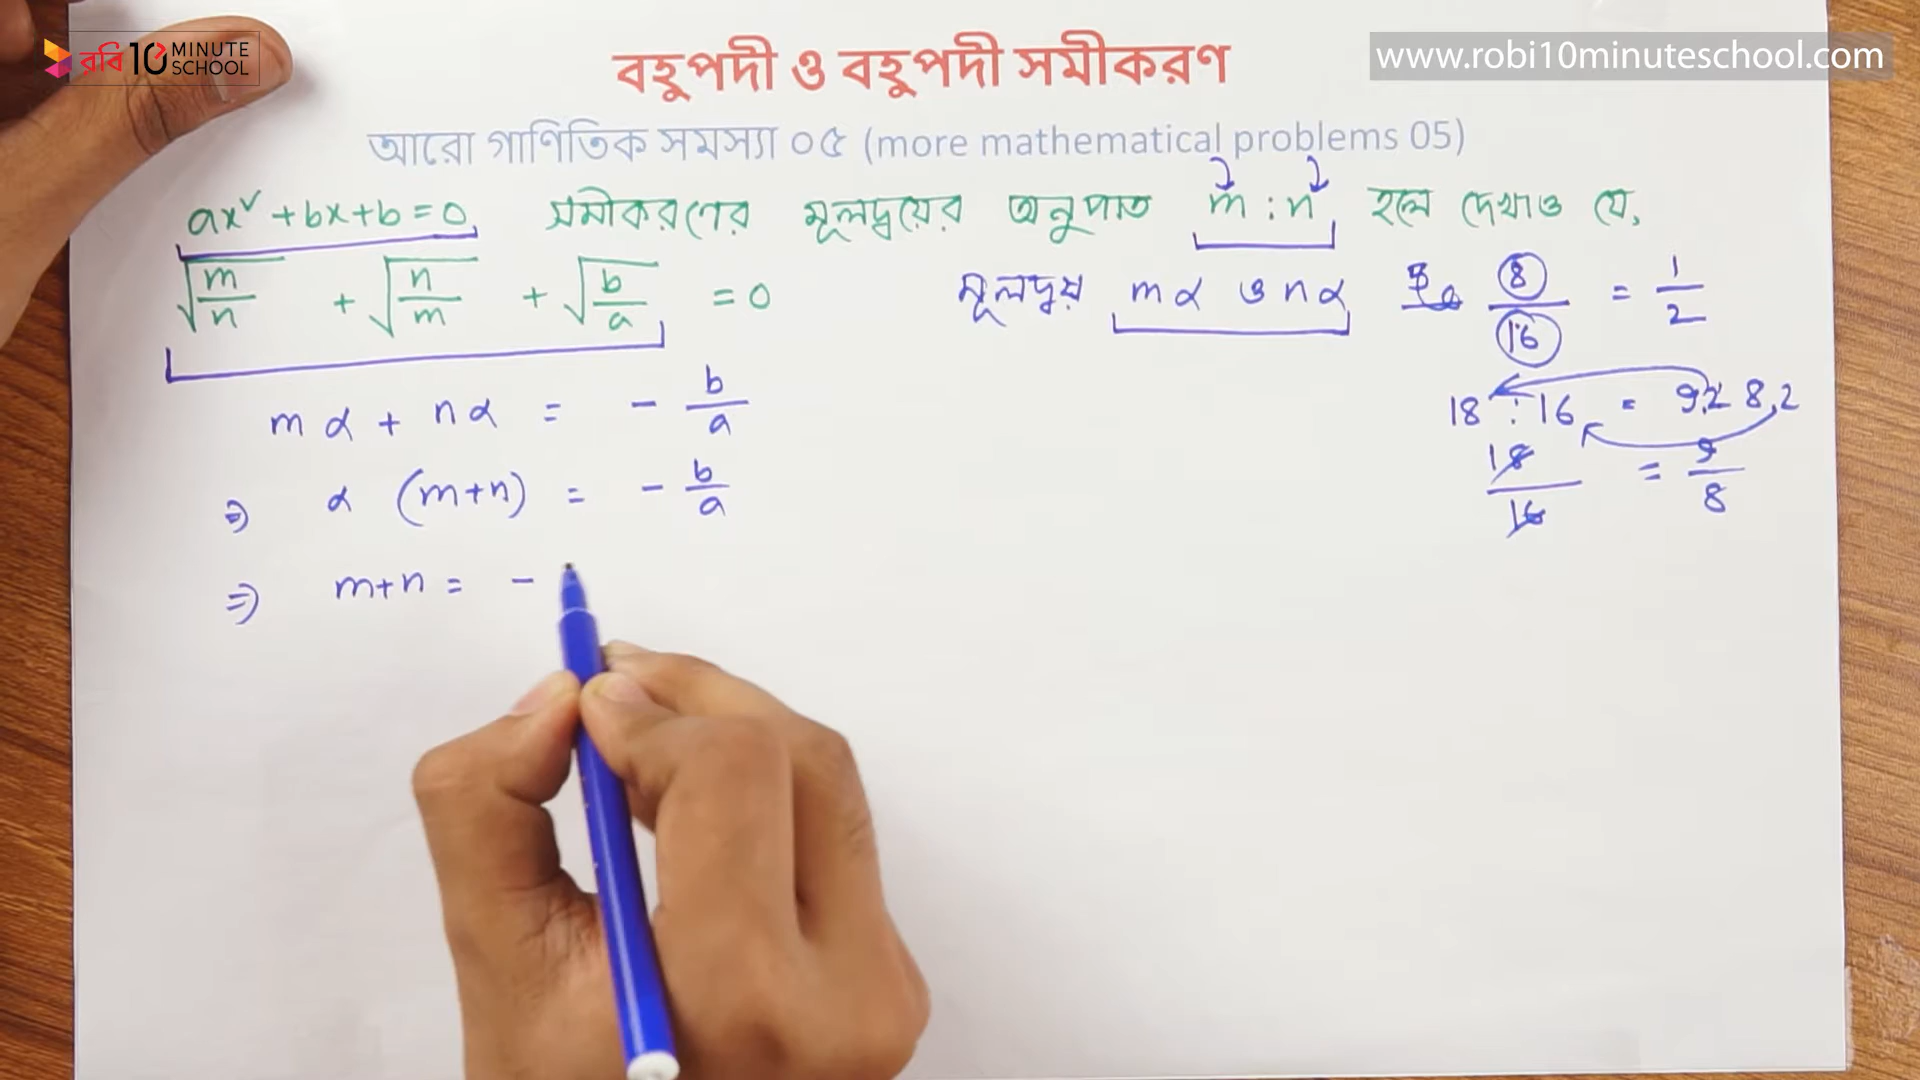 রবি 10 MINUTE SCHOOL
www.robi10minuteschool.com
বহুপদী ও বহুপদী সমীকরণ
আরো গাণিতিক সমস্যা ০৫ (more mathematical problems 05)
ax² + bx + b = 0 সমীকরণের মূলদ্বয়ের অনুপাত m : n হলে দেখাও যে,
√(m/n) + √(n/m) + √(b/a) = 0
মূলদ্বয় mα ও nα
8/16 = 1/2
mα + nα = - b/a
18 : 16 = 9,2 8,2
18/16 = 9/8
⇒ α (m+n) = - b/a
⇒ m+n = -